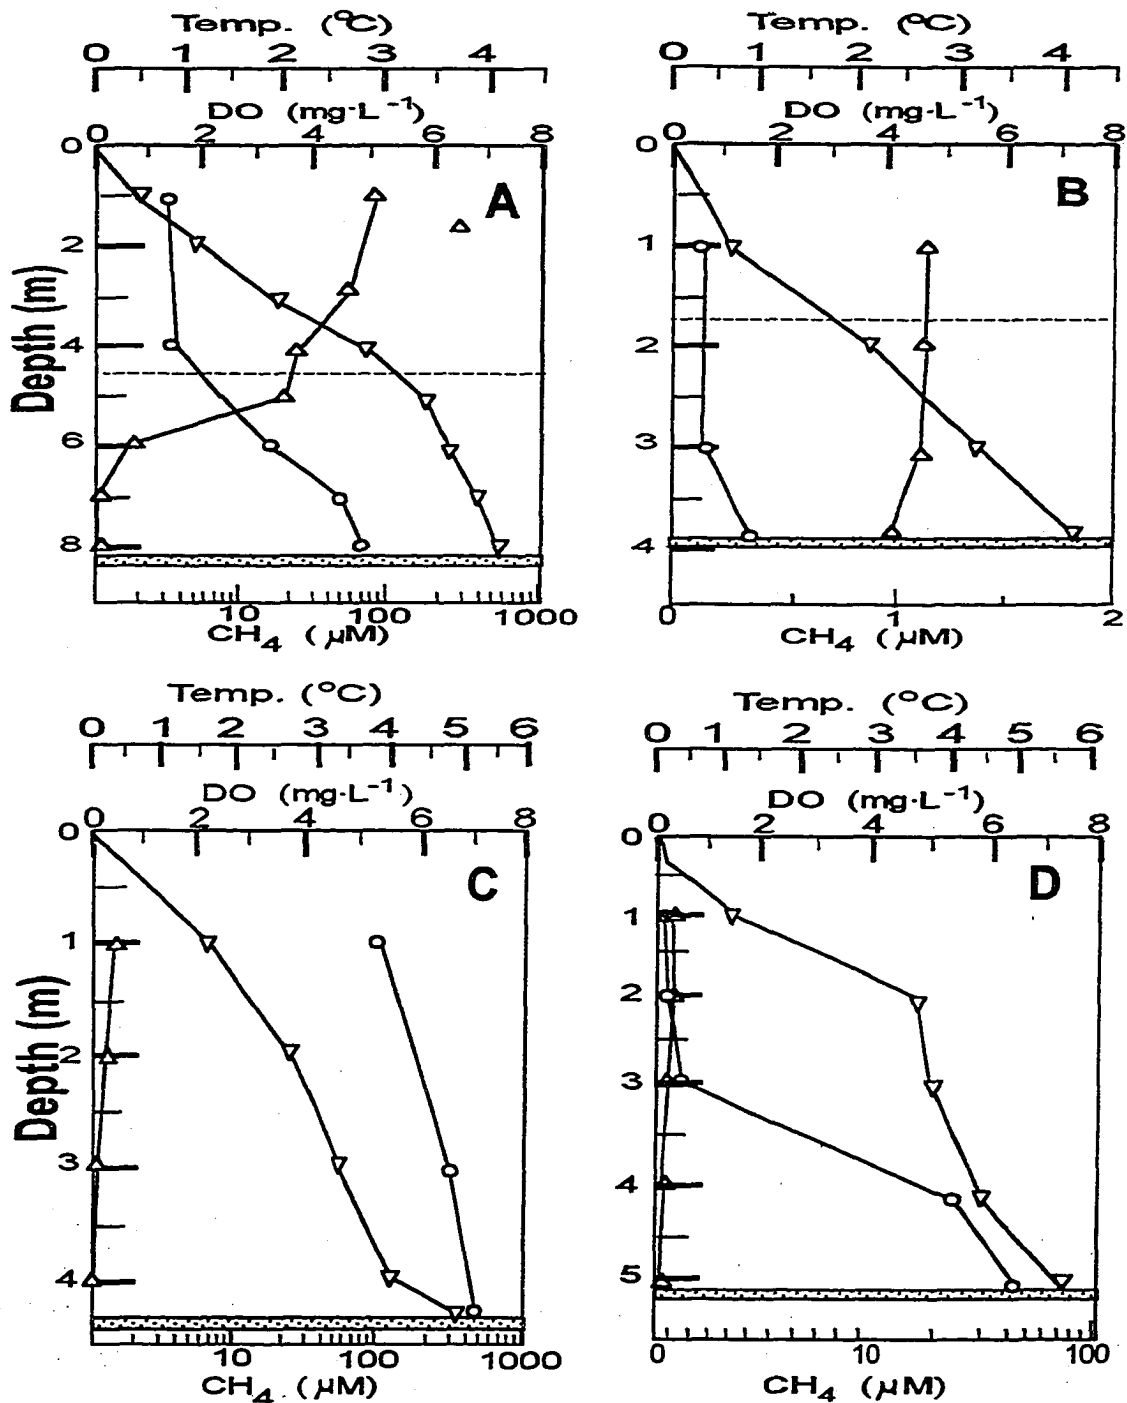 Temp. (°C)
0 1 2 3 4
DO (mg·L⁻¹)
0 2 4 6 8
A
Depth (m)
0
2
4
6
8
10 100 1000
CH₄ (μM)
Temp. (°C)
0 1 2 3 4
DO (mg·L⁻¹)
0 2 4 6 8
B
1
2
3
4
0 1 2
CH₄ (μM)
Temp. (°C)
0 1 2 3 4 5 6
DO (mg·L⁻¹)
0 2 4 6 8
C
Depth (m)
0
1
2
3
4
10 100 1000
CH₄. (μM)
Temp. (°C)
0 1 2 3 4 5 6
DO (mg·L⁻¹)
0 2 4 6 8
D
0
1
2
3
4
5
0 10 100
CH₄ (μM)